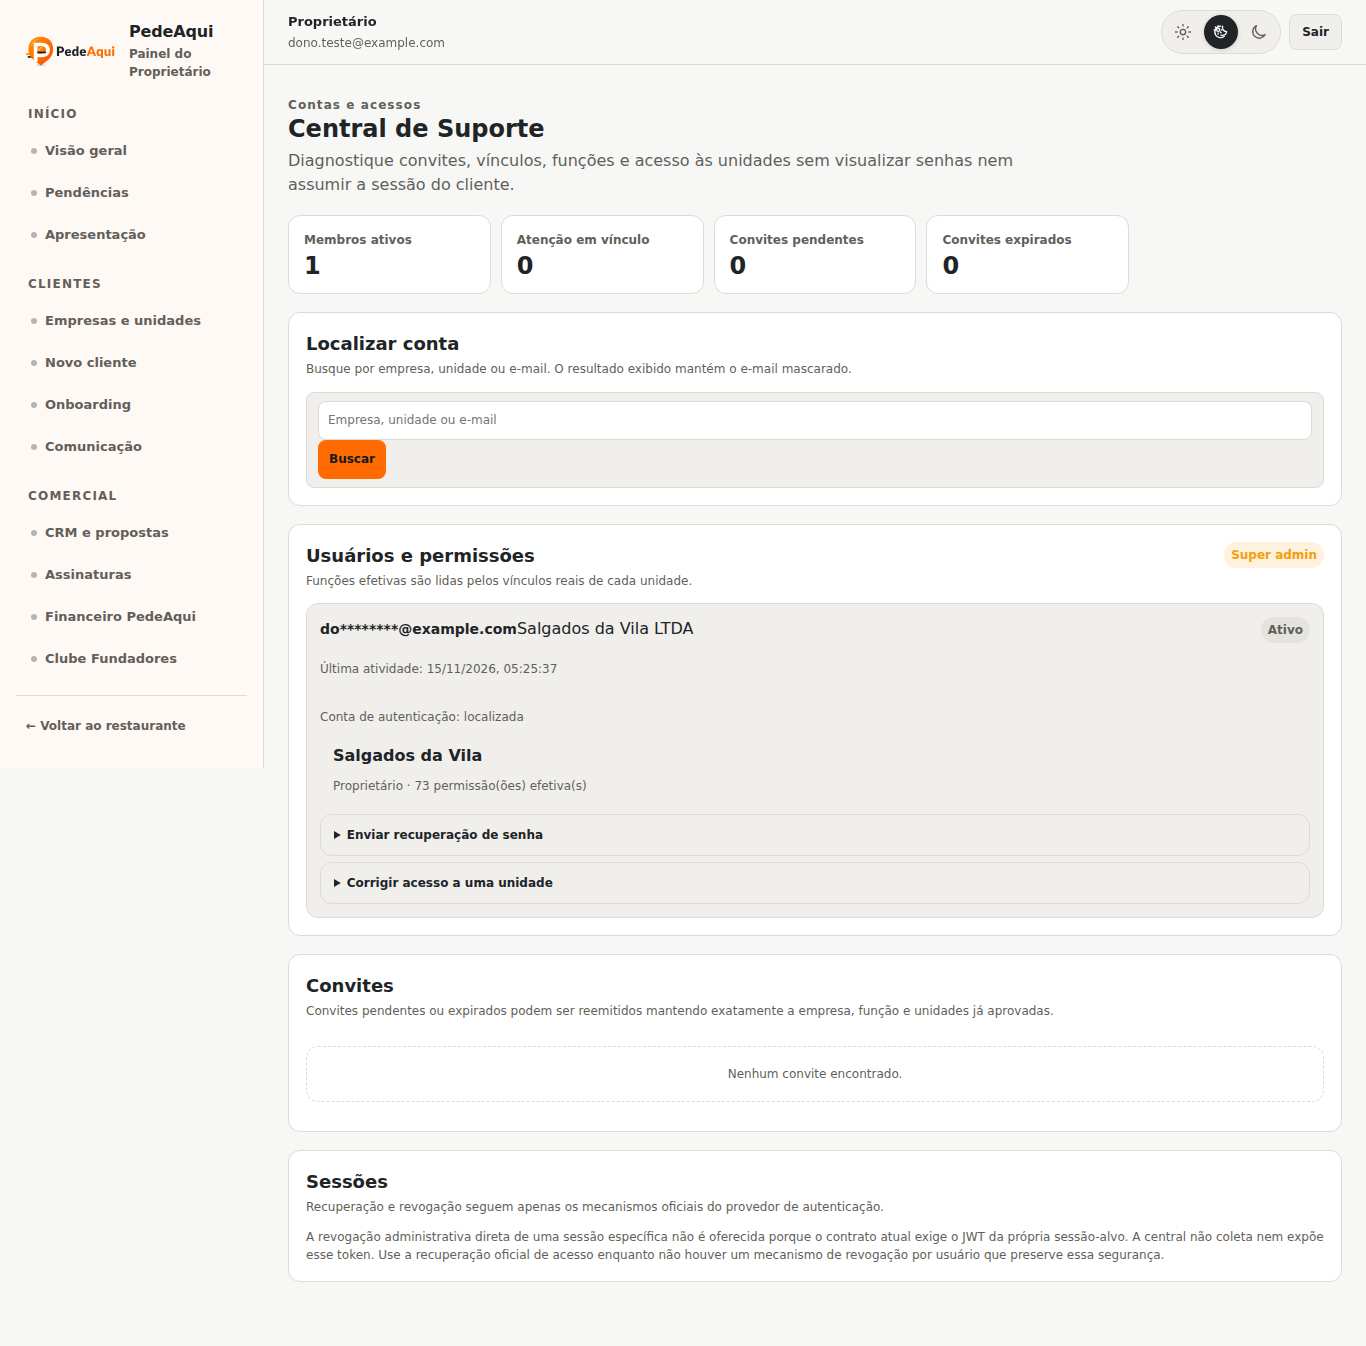 PedeAqui
PedeAqui
Painel do
Proprietário
INÍCIO
Visão geral
Pendências
Apresentação
CLIENTES
Empresas e unidades
Novo cliente
Onboarding
Comunicação
COMERCIAL
CRM e propostas
Assinaturas
Financeiro PedeAqui
Clube Fundadores
← Voltar ao restaurante
Proprietário
dono.teste@example.com
Sair
Contas e acessos
Central de Suporte
Diagnostique convites, vínculos, funções e acesso às unidades sem visualizar senhas nem
assumir a sessão do cliente.
Membros ativos
1
Atenção em vínculo
0
Convites pendentes
0
Convites expirados
0
Localizar conta
Busque por empresa, unidade ou e-mail. O resultado exibido mantém o e-mail mascarado.
Empresa, unidade ou e-mail
Buscar
Usuários e permissões
Super admin
Funções efetivas são lidas pelos vínculos reais de cada unidade.
do********@example.comSalgados da Vila LTDA
Ativo
Última atividade: 15/11/2026, 05:25:37
Conta de autenticação: localizada
Salgados da Vila
Proprietário · 73 permissão(ões) efetiva(s)
▶ Enviar recuperação de senha
▶ Corrigir acesso a uma unidade
Convites
Convites pendentes ou expirados podem ser reemitidos mantendo exatamente a empresa, função e unidades já aprovadas.
Nenhum convite encontrado.
Sessões
Recuperação e revogação seguem apenas os mecanismos oficiais do provedor de autenticação.
A revogação administrativa direta de uma sessão específica não é oferecida porque o contrato atual exige o JWT da própria sessão-alvo. A central não coleta nem expõe
esse token. Use a recuperação oficial de acesso enquanto não houver um mecanismo de revogação por usuário que preserve essa segurança.